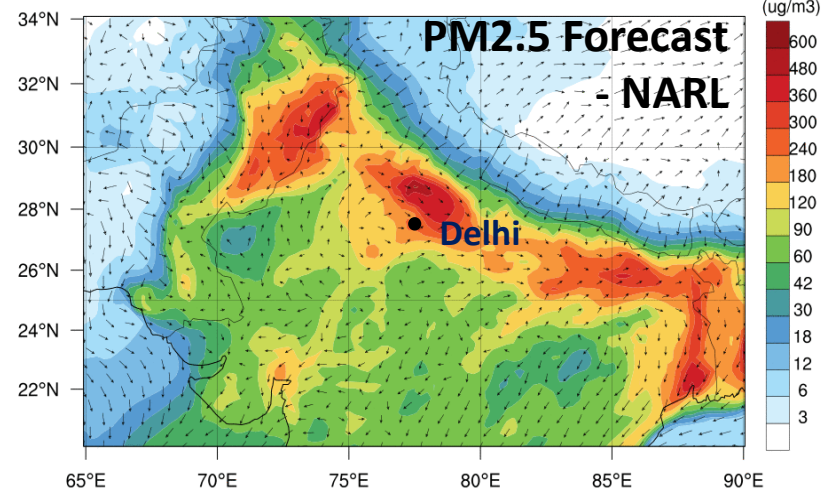 (ug/m3)
34°N
PM2.5 Forecast
600
480
32°N
- NARL
360
300
30°N
240
180
28°N
120
Delhi
90
26°N
60
42
24°N
30
18
22°N
12
6
3
65°E 70°E 75°E 80°E 85°E 90°E